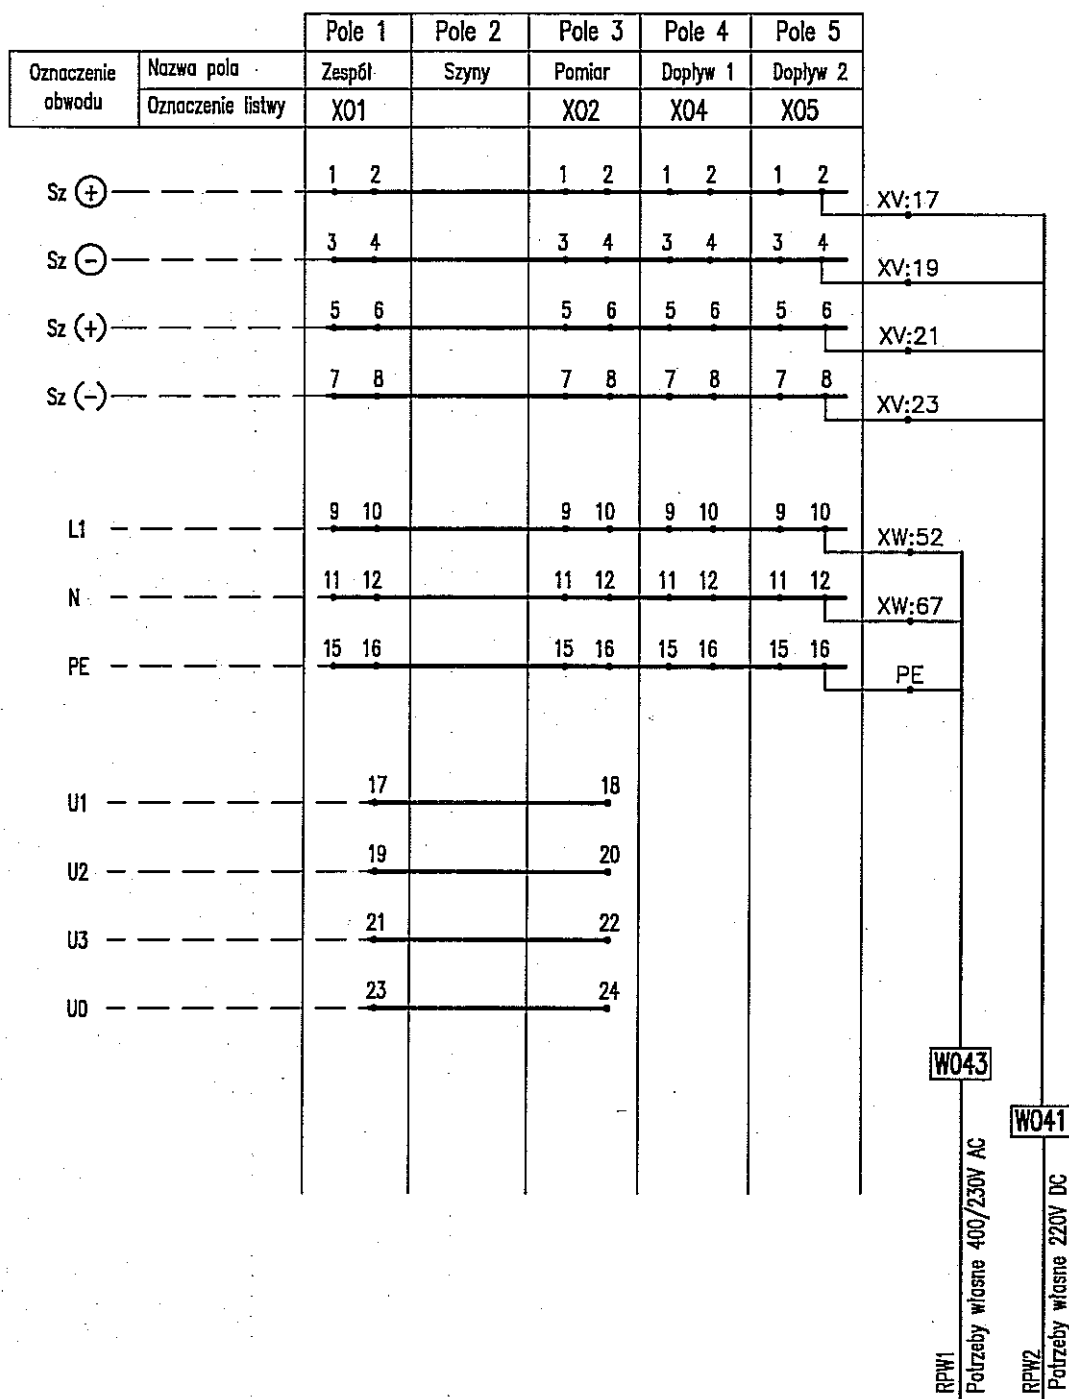 Pole 1 Pole 2 Pole 3 Pole 4 Pole 5
Oznaczenie obwodu Nazwa pola Zespół Szyny Pomiar Dopływ 1 Dopływ 2
Oznaczenie listwy X01 X02 X04 X05
Sz (+) 1 2 1 2 1 2 1 2 XV:17
Sz (-) 3 4 3 4 3 4 3 4 XV:19
Sz (+) 5 6 5 6 5 6 5 6 XV:21
Sz (-) 7 8 7 8 7 8 7 8 XV:23
L1 9 10 9 10 9 10 9 10 XW:52
N 11 12 11 12 11 12 11 12 XW:67
PE 15 16 15 16 15 16 15 16 PE
U1 17 18
U2 19 20
U3 21 22
U0 23 24
W043
W041
RPW1
Potrzeby własne 400/230V AC
RPW2
Potrzeby własne 220V DC